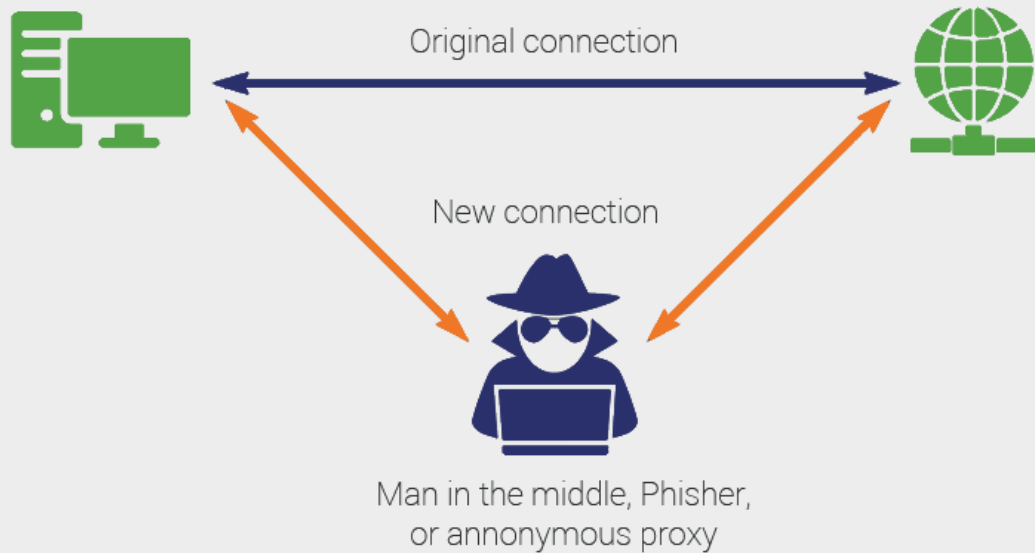 Original connection
New connection
Man in the middle, Phisher,
or annonymous proxy